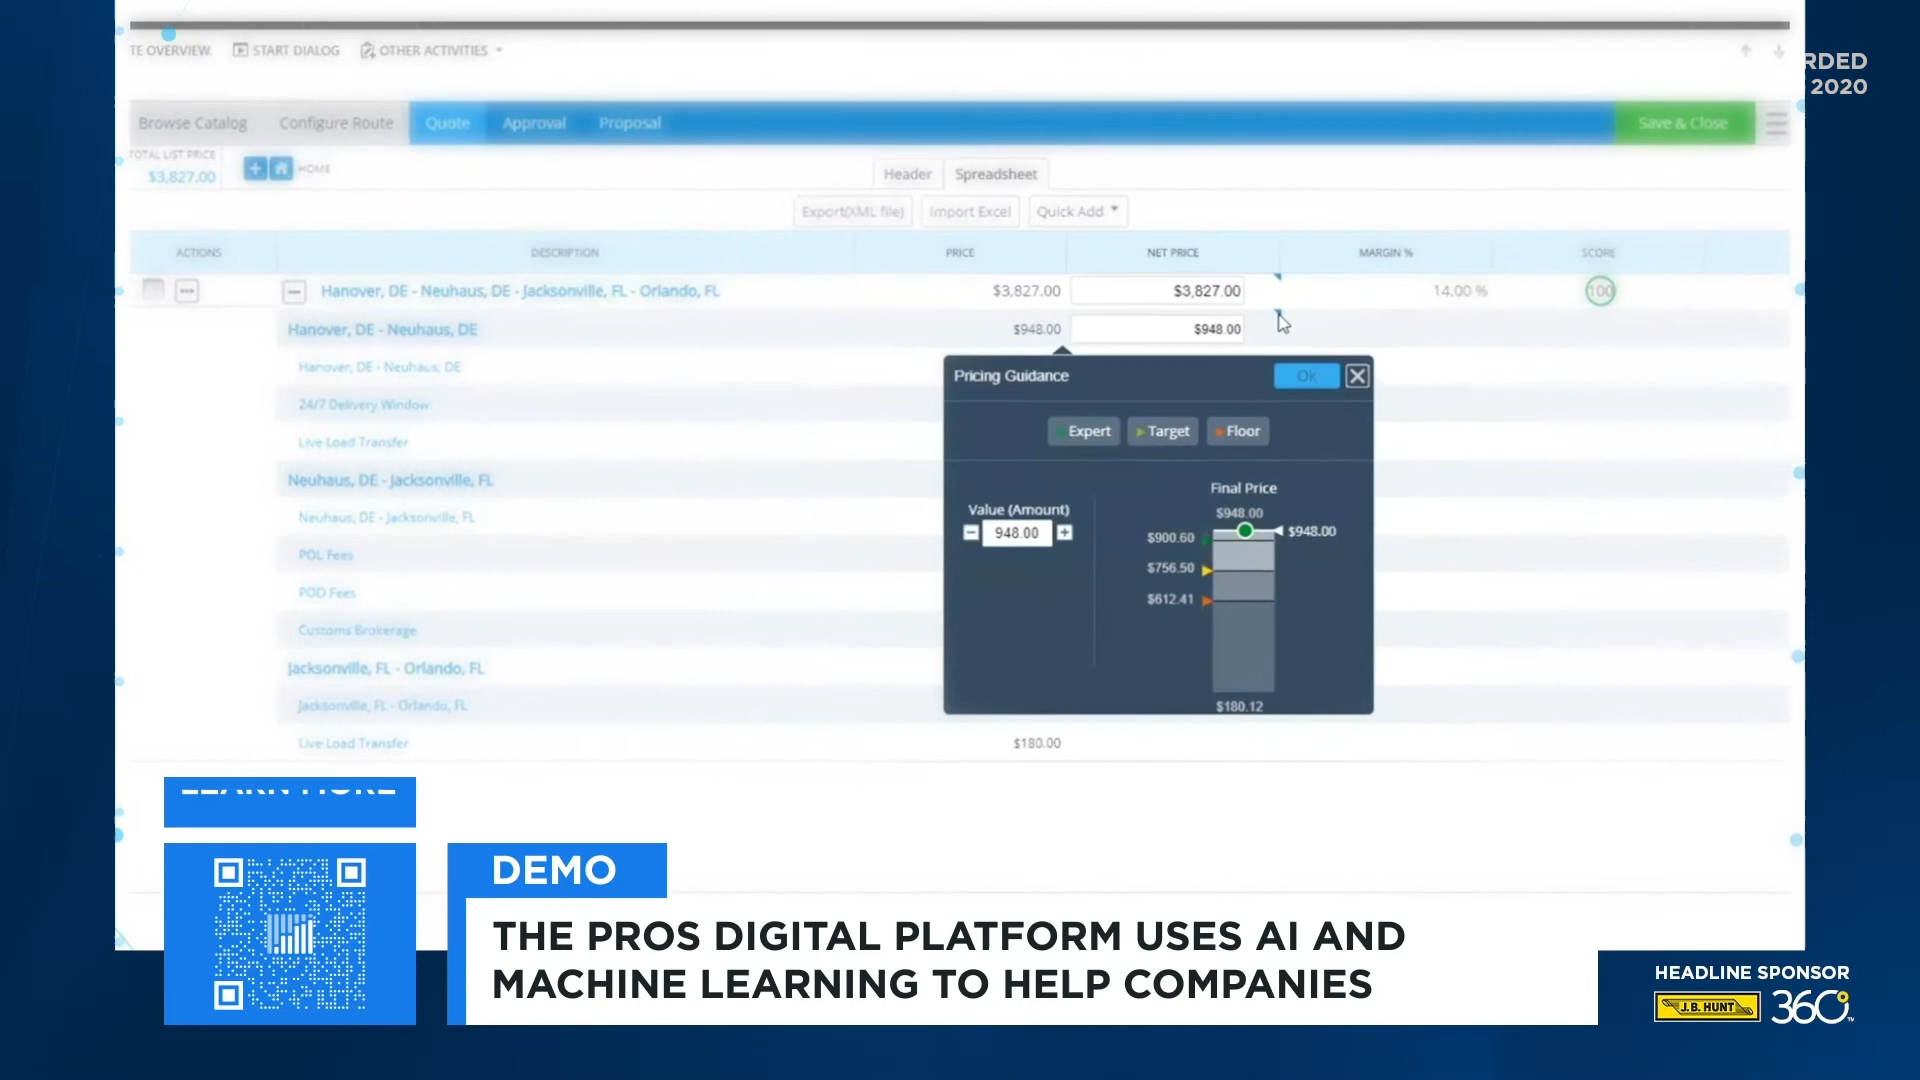 TE OVERVIEW
START DIALOG
OTHER ACTIVITIES
RDED
2020
Browse Catalog
Configure Route
Quote
Approval
Proposal
Save & Close
TOTAL LIST PRICE
$3,827.00
HOME
Header
Spreadsheet
Export(XML file)
Import Excel
Quick Add
ACTIONS
DESCRIPTION
PRICE
NET PRICE
MARGIN %
SCORE
Hanover, DE - Neuhaus, DE - Jacksonville, FL - Orlando, FL
$3,827.00
$3,827.00
14.00 %
100
Hanover, DE - Neuhaus, DE
$948.00
$948.00
Hanover, DE - Neuhaus, DE
24/7 Delivery Window
Live Load Transfer
Neuhaus, DE - Jacksonville, FL
Neuhaus, DE - Jacksonville, FL
POL Fees
POD Fees
Customs Brokerage
Jacksonville, FL - Orlando, FL
Jacksonville, FL - Orlando, FL
Live Load Transfer
$180.00
Pricing Guidance
Ok
Expert
Target
Floor
Value (Amount)
948.00
Final Price
$948.00
$948.00
$900.60
$756.50
$612.41
$180.12
LEARN MORE
DEMO
THE PROS DIGITAL PLATFORM USES AI AND
MACHINE LEARNING TO HELP COMPANIES
HEADLINE SPONSOR
J.B. HUNT
360